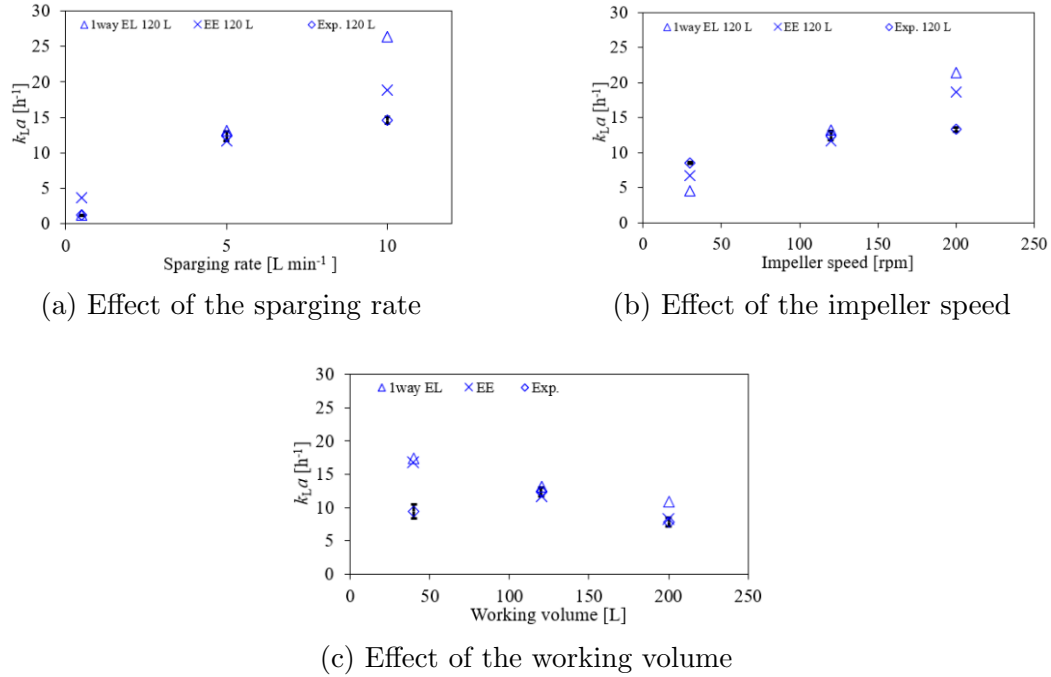 30
25
20
15
10
5
0
k_L a [h⁻¹]
1way EL 120 L EE 120 L Exp. 120 L
0 5 10
Sparging rate [L min⁻¹ ]
(a) Effect of the sparging rate
30
25
20
15
10
5
0
k_L a [h⁻¹]
1way EL 120 L EE 120 L Exp. 120 L
0 50 100 150 200 250
Impeller speed [rpm]
(b) Effect of the impeller speed
30
25
20
15
10
5
0
k_L a [h⁻¹]
1way EL EE Exp.
0 50 100 150 200 250
Working volume [L]
(c) Effect of the working volume